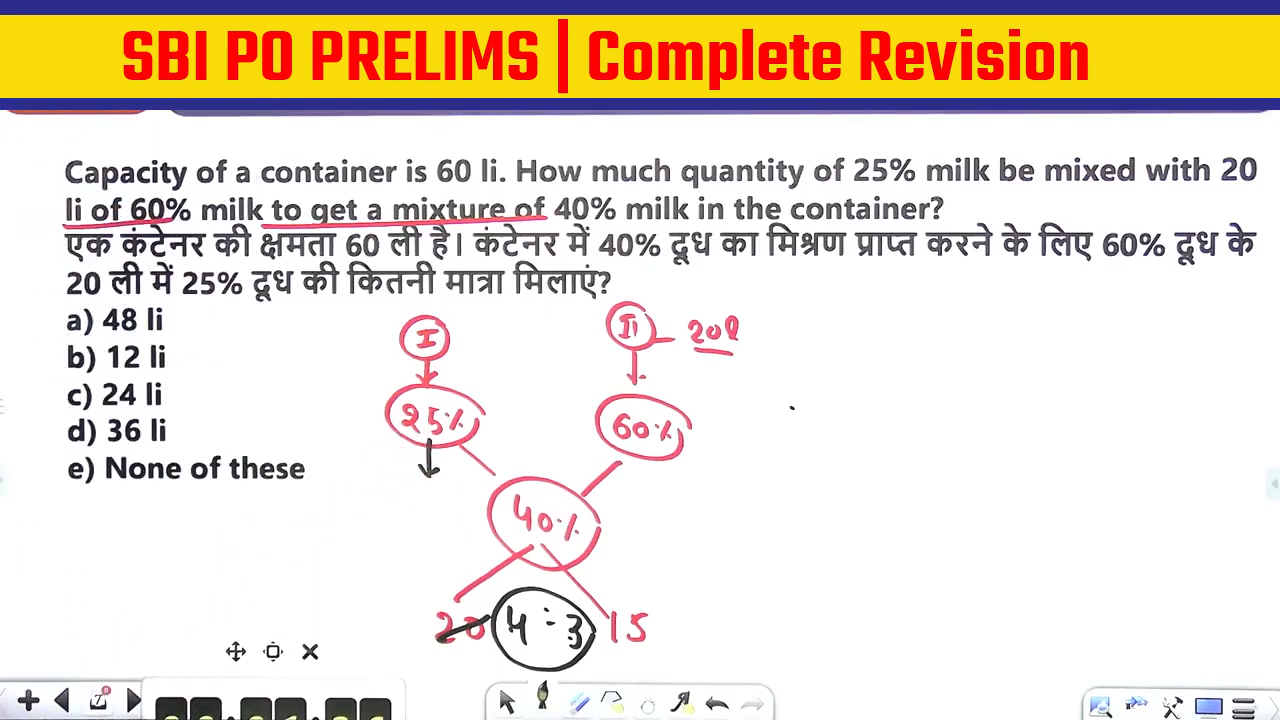 SBI PO PRELIMS | Complete Revision
Capacity of a container is 60 li. How much quantity of 25% milk be mixed with 20
li of 60% milk to get a mixture of 40% milk in the container?
एक कंटेनर की क्षमता 60 ली है। कंटेनर में 40% दूध का मिश्रण प्राप्त करने के लिए 60% दूध के
20 ली में 25% दूध की कितनी मात्रा मिलाएं?
a) 48 li
b) 12 li
c) 24 li
d) 36 li
e) None of these
I
II
20l
25%
60%
40%
20 4:3 15